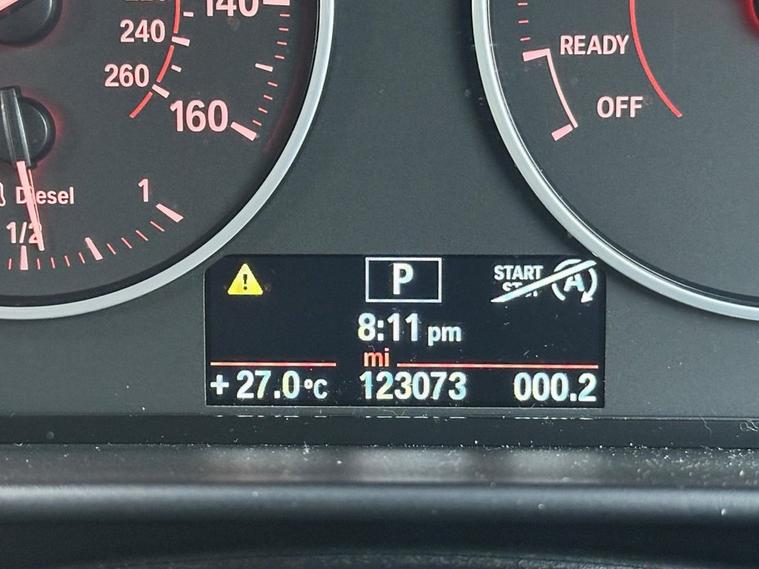 140
240
260
160
Diesel
1
1/2
READY
OFF
P
START
A
8:11 pm
mi
+ 27.0 °C 123073 000.2